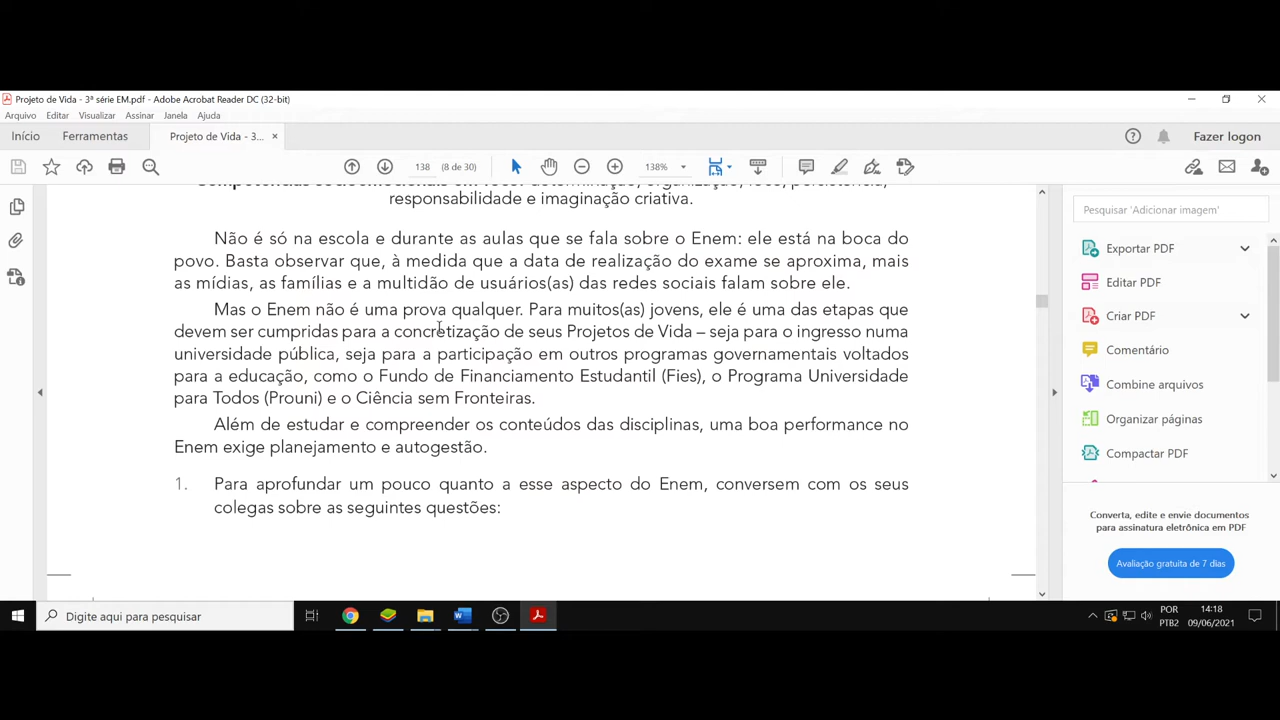 Projeto de Vida - 3ª série EM.pdf - Adobe Acrobat Reader DC (32-bit)
Arquivo Editar Visualizar Assinar Janela Ajuda
Início Ferramentas Projeto de Vida - 3... × Fazer logon
138 (8 de 30) 138%
Competências socioemocionais em foco: determinação, organização, foco, persistência,
responsabilidade e imaginação criativa.
Não é só na escola e durante as aulas que se fala sobre o Enem: ele está na boca do
povo. Basta observar que, à medida que a data de realização do exame se aproxima, mais
as mídias, as famílias e a multidão de usuários(as) das redes sociais falam sobre ele.
Mas o Enem não é uma prova qualquer. Para muitos(as) jovens, ele é uma das etapas que
devem ser cumpridas para a concretização de seus Projetos de Vida – seja para o ingresso numa
universidade pública, seja para a participação em outros programas governamentais voltados
para a educação, como o Fundo de Financiamento Estudantil (Fies), o Programa Universidade
para Todos (Prouni) e o Ciência sem Fronteiras.
Além de estudar e compreender os conteúdos das disciplinas, uma boa performance no
Enem exige planejamento e autogestão.
1. Para aprofundar um pouco quanto a esse aspecto do Enem, conversem com os seus
colegas sobre as seguintes questões:
Pesquisar 'Adicionar imagem'
Exportar PDF
Editar PDF
Criar PDF
Comentário
Combine arquivos
Organizar páginas
Compactar PDF
Converta, edite e envie documentos
para assinatura eletrônica em PDF
Avaliação gratuita de 7 dias
Digite aqui para pesquisar
POR
PTB2
14:18
09/06/2021